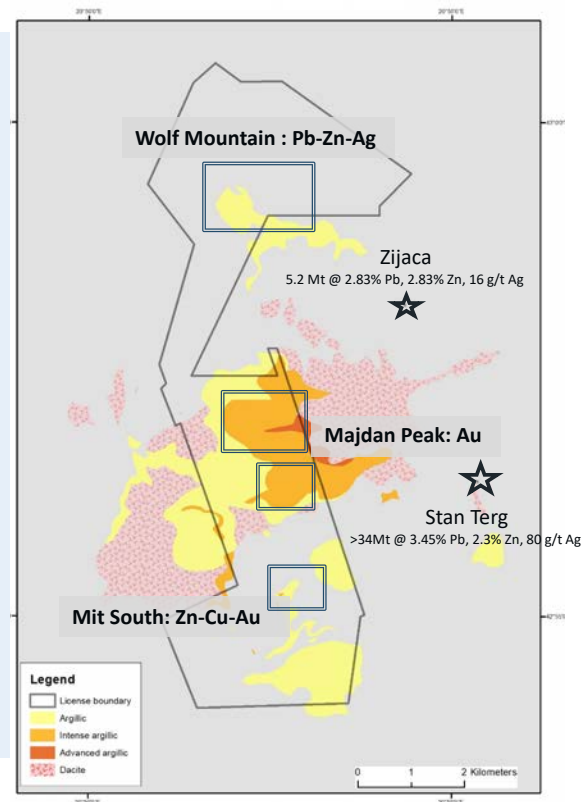 Wolf Mountain : Pb-Zn-Ag
Zijaca
5.2 Mt @ 2.83% Pb, 2.83% Zn, 16 g/t Ag
Majdan Peak: Au
Stan Terg
>34Mt @ 3.45% Pb, 2.3% Zn, 80 g/t Ag
Mit South: Zn-Cu-Au
Legend
License boundary
Argillic
Intense argillic
Advanced argillic
Dacite
0 1 2 Kilometers